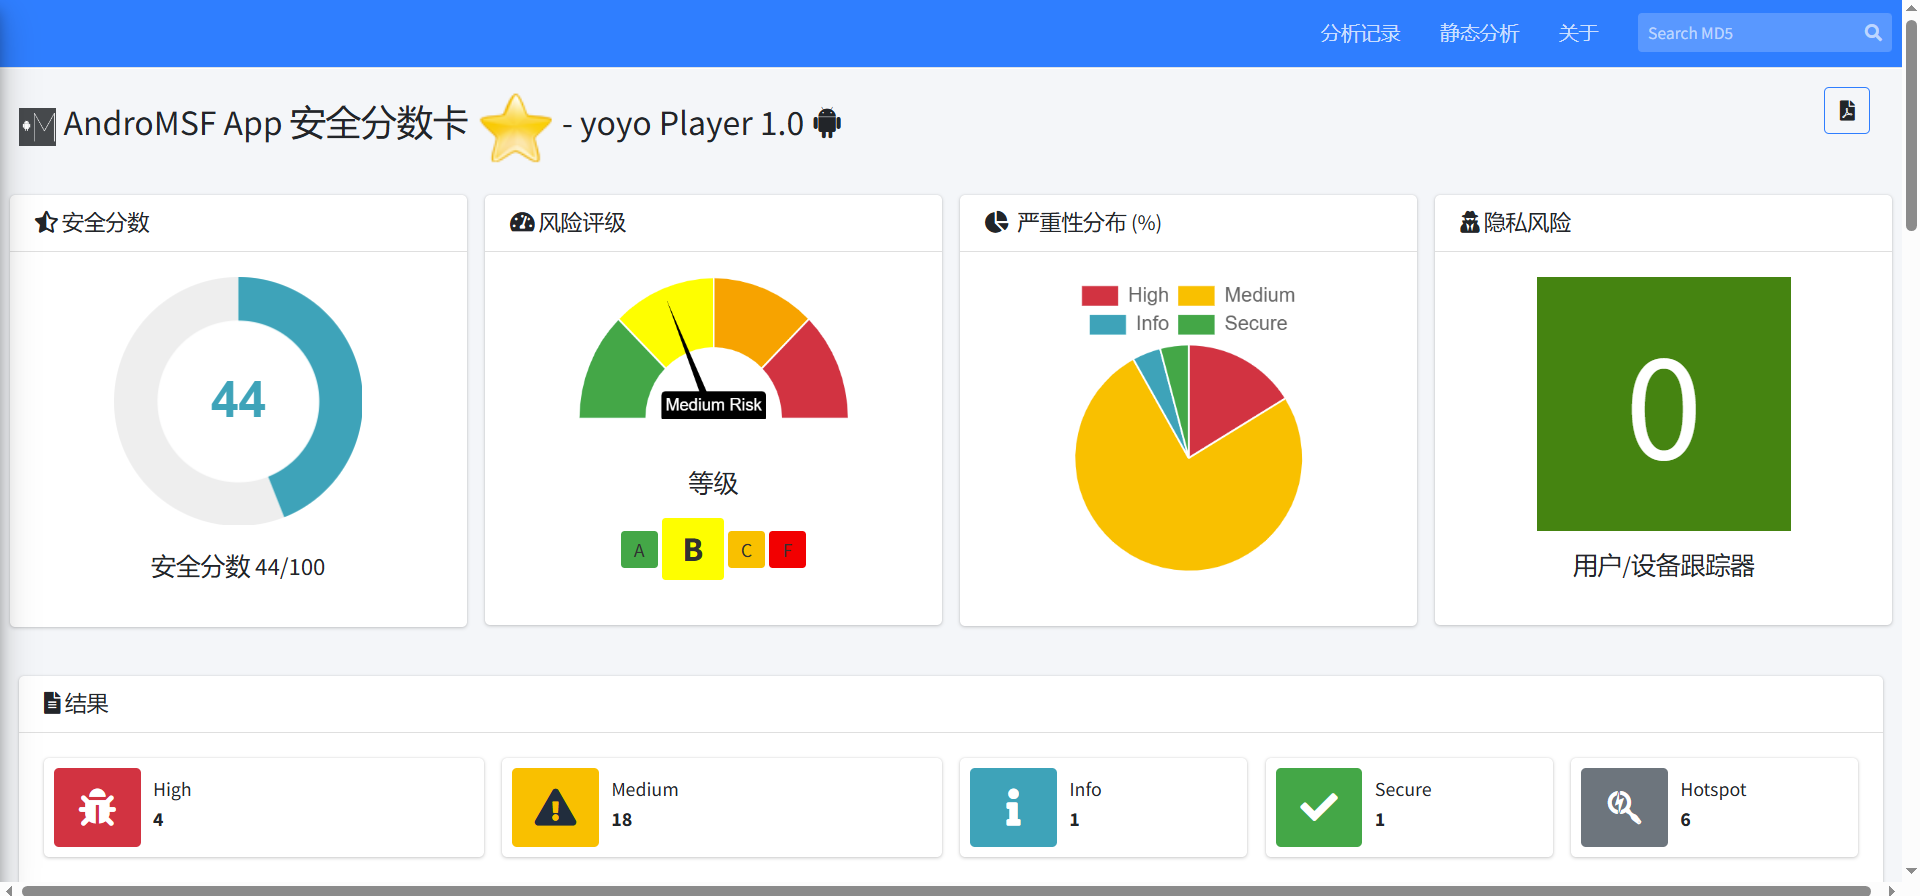 分析记录 静态分析 关于 Search MD5
AndroMSF App 安全分数卡 - yoyo Player 1.0
安全分数
44
安全分数 44/100
风险评级
Medium Risk
等级
A B C F
严重性分布 (%)
High Medium
Info Secure
隐私风险
0
用户/设备跟踪器
结果
High
4
Medium
18
Info
1
Secure
1
Hotspot
6